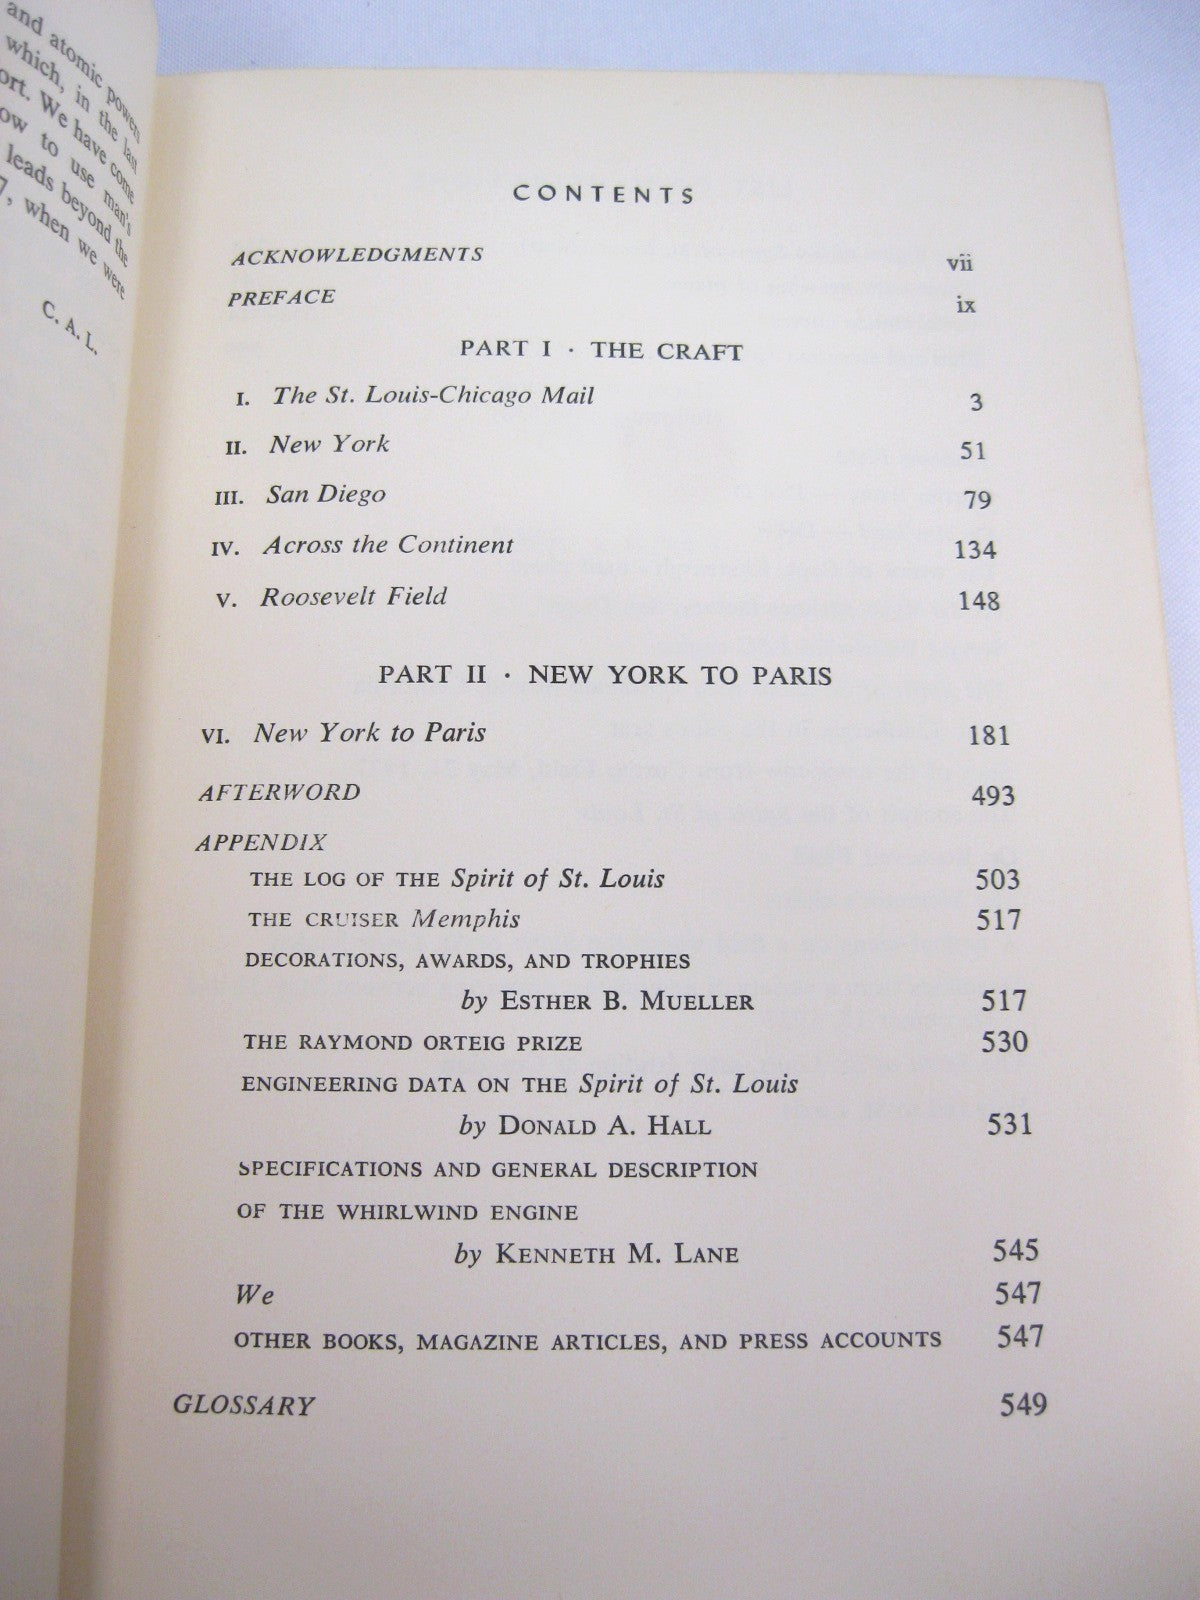 and atomic powers
which, in the last
ort. We have come
ow to use man's
leads beyond the
7, when we were
C. A. L.
CONTENTS
ACKNOWLEDGMENTS vii
PREFACE ix
PART I · THE CRAFT
I. The St. Louis-Chicago Mail 3
II. New York 51
III. San Diego 79
IV. Across the Continent 134
V. Roosevelt Field 148
PART II · NEW YORK TO PARIS
VI. New York to Paris 181
AFTERWORD 493
APPENDIX
THE LOG OF THE Spirit of St. Louis 503
THE CRUISER Memphis 517
DECORATIONS, AWARDS, AND TROPHIES
by ESTHER B. MUELLER 517
THE RAYMOND ORTEIG PRIZE 530
ENGINEERING DATA ON THE Spirit of St. Louis
by DONALD A. HALL 531
SPECIFICATIONS AND GENERAL DESCRIPTION
OF THE WHIRLWIND ENGINE
by KENNETH M. LANE 545
We 547
OTHER BOOKS, MAGAZINE ARTICLES, AND PRESS ACCOUNTS 547
GLOSSARY 549